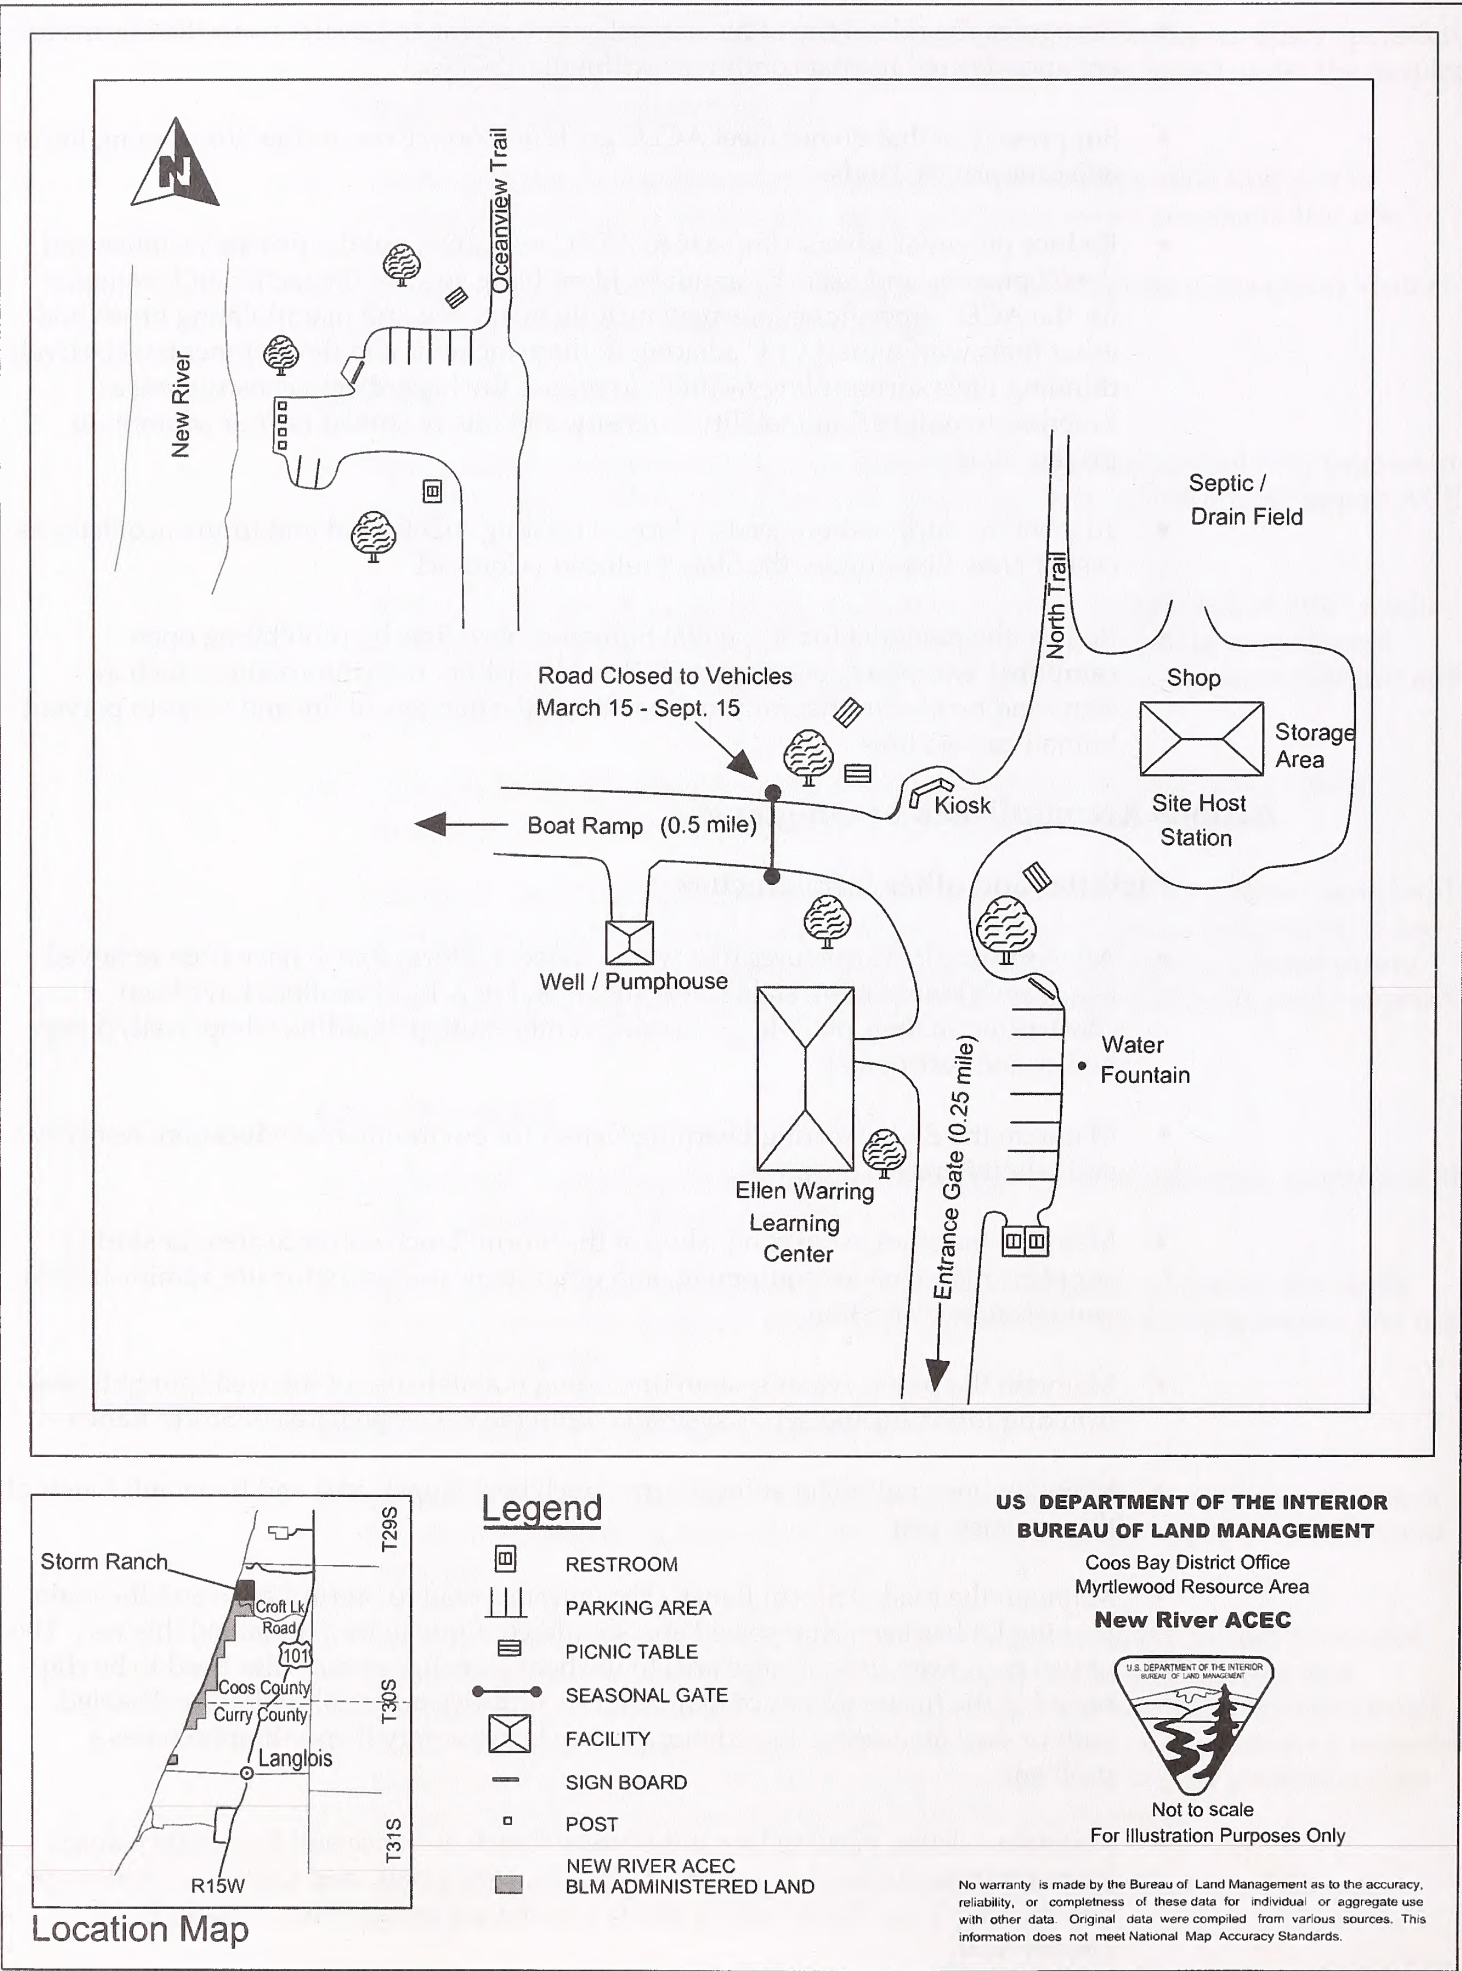 N
Oceanview Trail
New River
Septic /
Drain Field
North Trail
Road Closed to Vehicles
March 15 - Sept. 15
Shop
Storage
Area
Kiosk
Site Host
Station
Boat Ramp (0.5 mile)
Well / Pumphouse
Water
Fountain
Entrance Gate (0.25 mile)
Ellen Warring
Learning
Center
Storm Ranch
T29S
Croft Lk
Road
101
Coos County
Curry County
T30S
Langlois
T31S
R15W
Location Map
Legend
RESTROOM
PARKING AREA
PICNIC TABLE
SEASONAL GATE
FACILITY
SIGN BOARD
POST
NEW RIVER ACEC
BLM ADMINISTERED LAND
US DEPARTMENT OF THE INTERIOR
BUREAU OF LAND MANAGEMENT
Coos Bay District Office
Myrtlewood Resource Area
New River ACEC
U.S. DEPARTMENT OF THE INTERIOR
BUREAU OF LAND MANAGEMENT
Not to scale
For Illustration Purposes Only
No warranty is made by the Bureau of Land Management as to the accuracy,
reliability, or completness of these data for individual or aggregate use
with other data. Original data were compiled from various sources. This
information does not meet National Map Accuracy Standards.